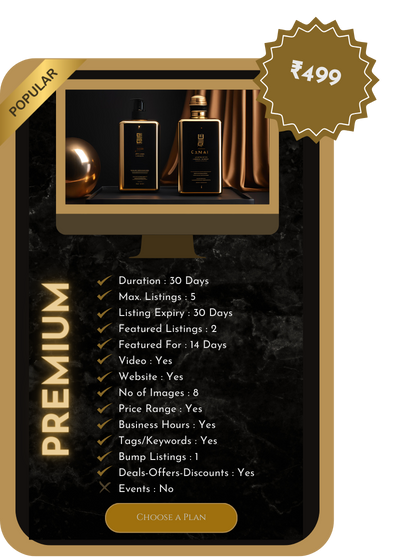 ₹499
POPULAR
PREMIUM
Duration : 30 Days
Max. Listings : 5
Listing Expiry : 30 Days
Featured Listings : 2
Featured For : 14 Days
Video : Yes
Website : Yes
No of Images : 8
Price Range : Yes
Business Hours : Yes
Tags/Keywords : Yes
Bump Listings : 1
Deals-Offers-Discounts : Yes
Events : No
Choose a Plan